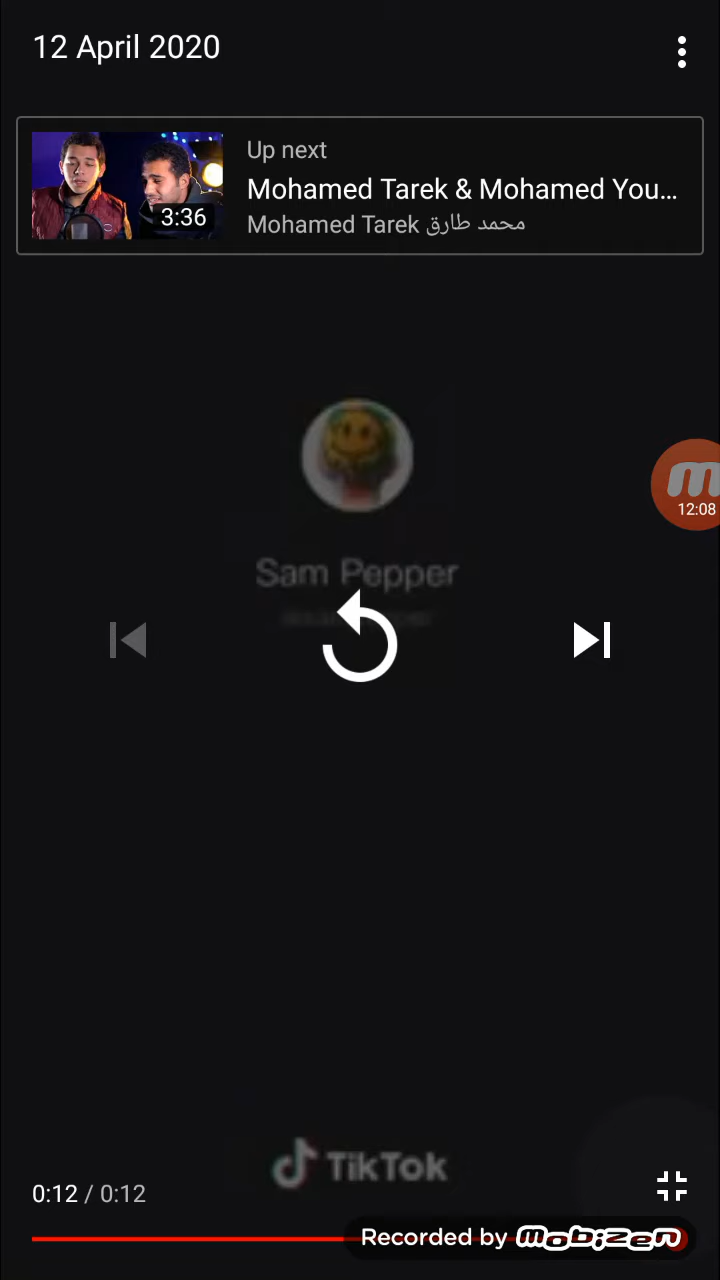 12 April 2020
Up next
Mohamed Tarek & Mohamed You...
3:36
Mohamed Tarek محمد طارق
12:08
Sam Pepper
TikTok
0:12 / 0:12
Recorded by mobizen